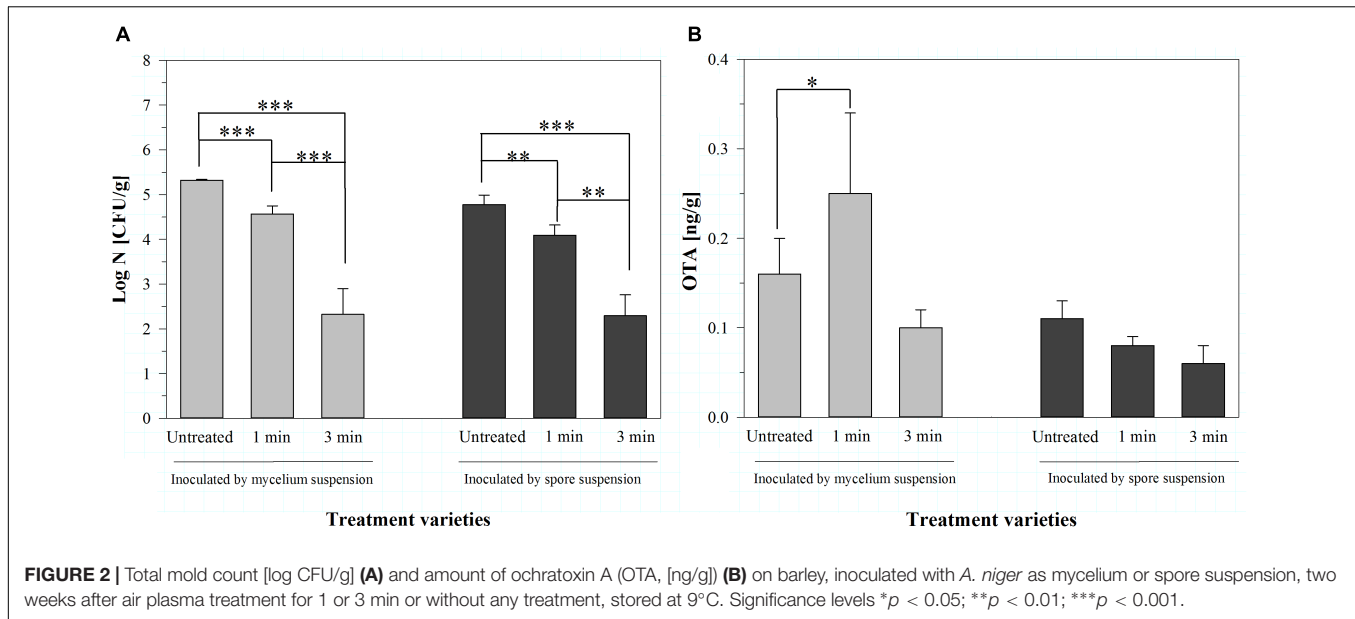 A
8
7
6
5
4
3
2
1
0
Log N [CFU/g]
***
***
***
***
**
**
Untreated 1 min 3 min
Untreated 1 min 3 min
Inoculated by mycelium suspension
Inoculated by spore suspension
Treatment varieties
B
0.4
0.3
0.2
0.1
0.0
OTA [ng/g]
*
Untreated 1 min 3 min
Untreated 1 min 3 min
Inoculated by mycelium suspension
Inoculated by spore suspension
Treatment varieties
FIGURE 2 | Total mold count [log CFU/g] (A) and amount of ochratoxin A (OTA, [ng/g]) (B) on barley, inoculated with A. niger as mycelium or spore suspension, two
weeks after air plasma treatment for 1 or 3 min or without any treatment, stored at 9°C. Significance levels *p < 0.05; **p < 0.01; ***p < 0.001.